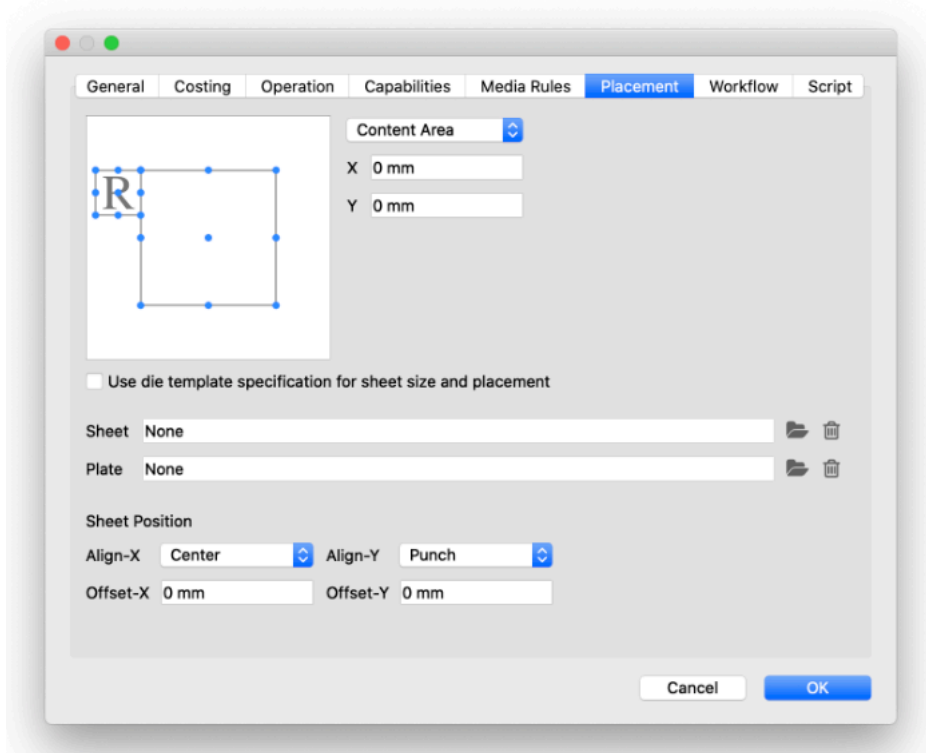 General Costing Operation Capabilities Media Rules Placement Workflow Script
Content Area
X 0 mm
Y 0 mm
R
Use die template specification for sheet size and placement
Sheet None
Plate None
Sheet Position
Align-X Center Align-Y Punch
Offset-X 0 mm Offset-Y 0 mm
Cancel OK